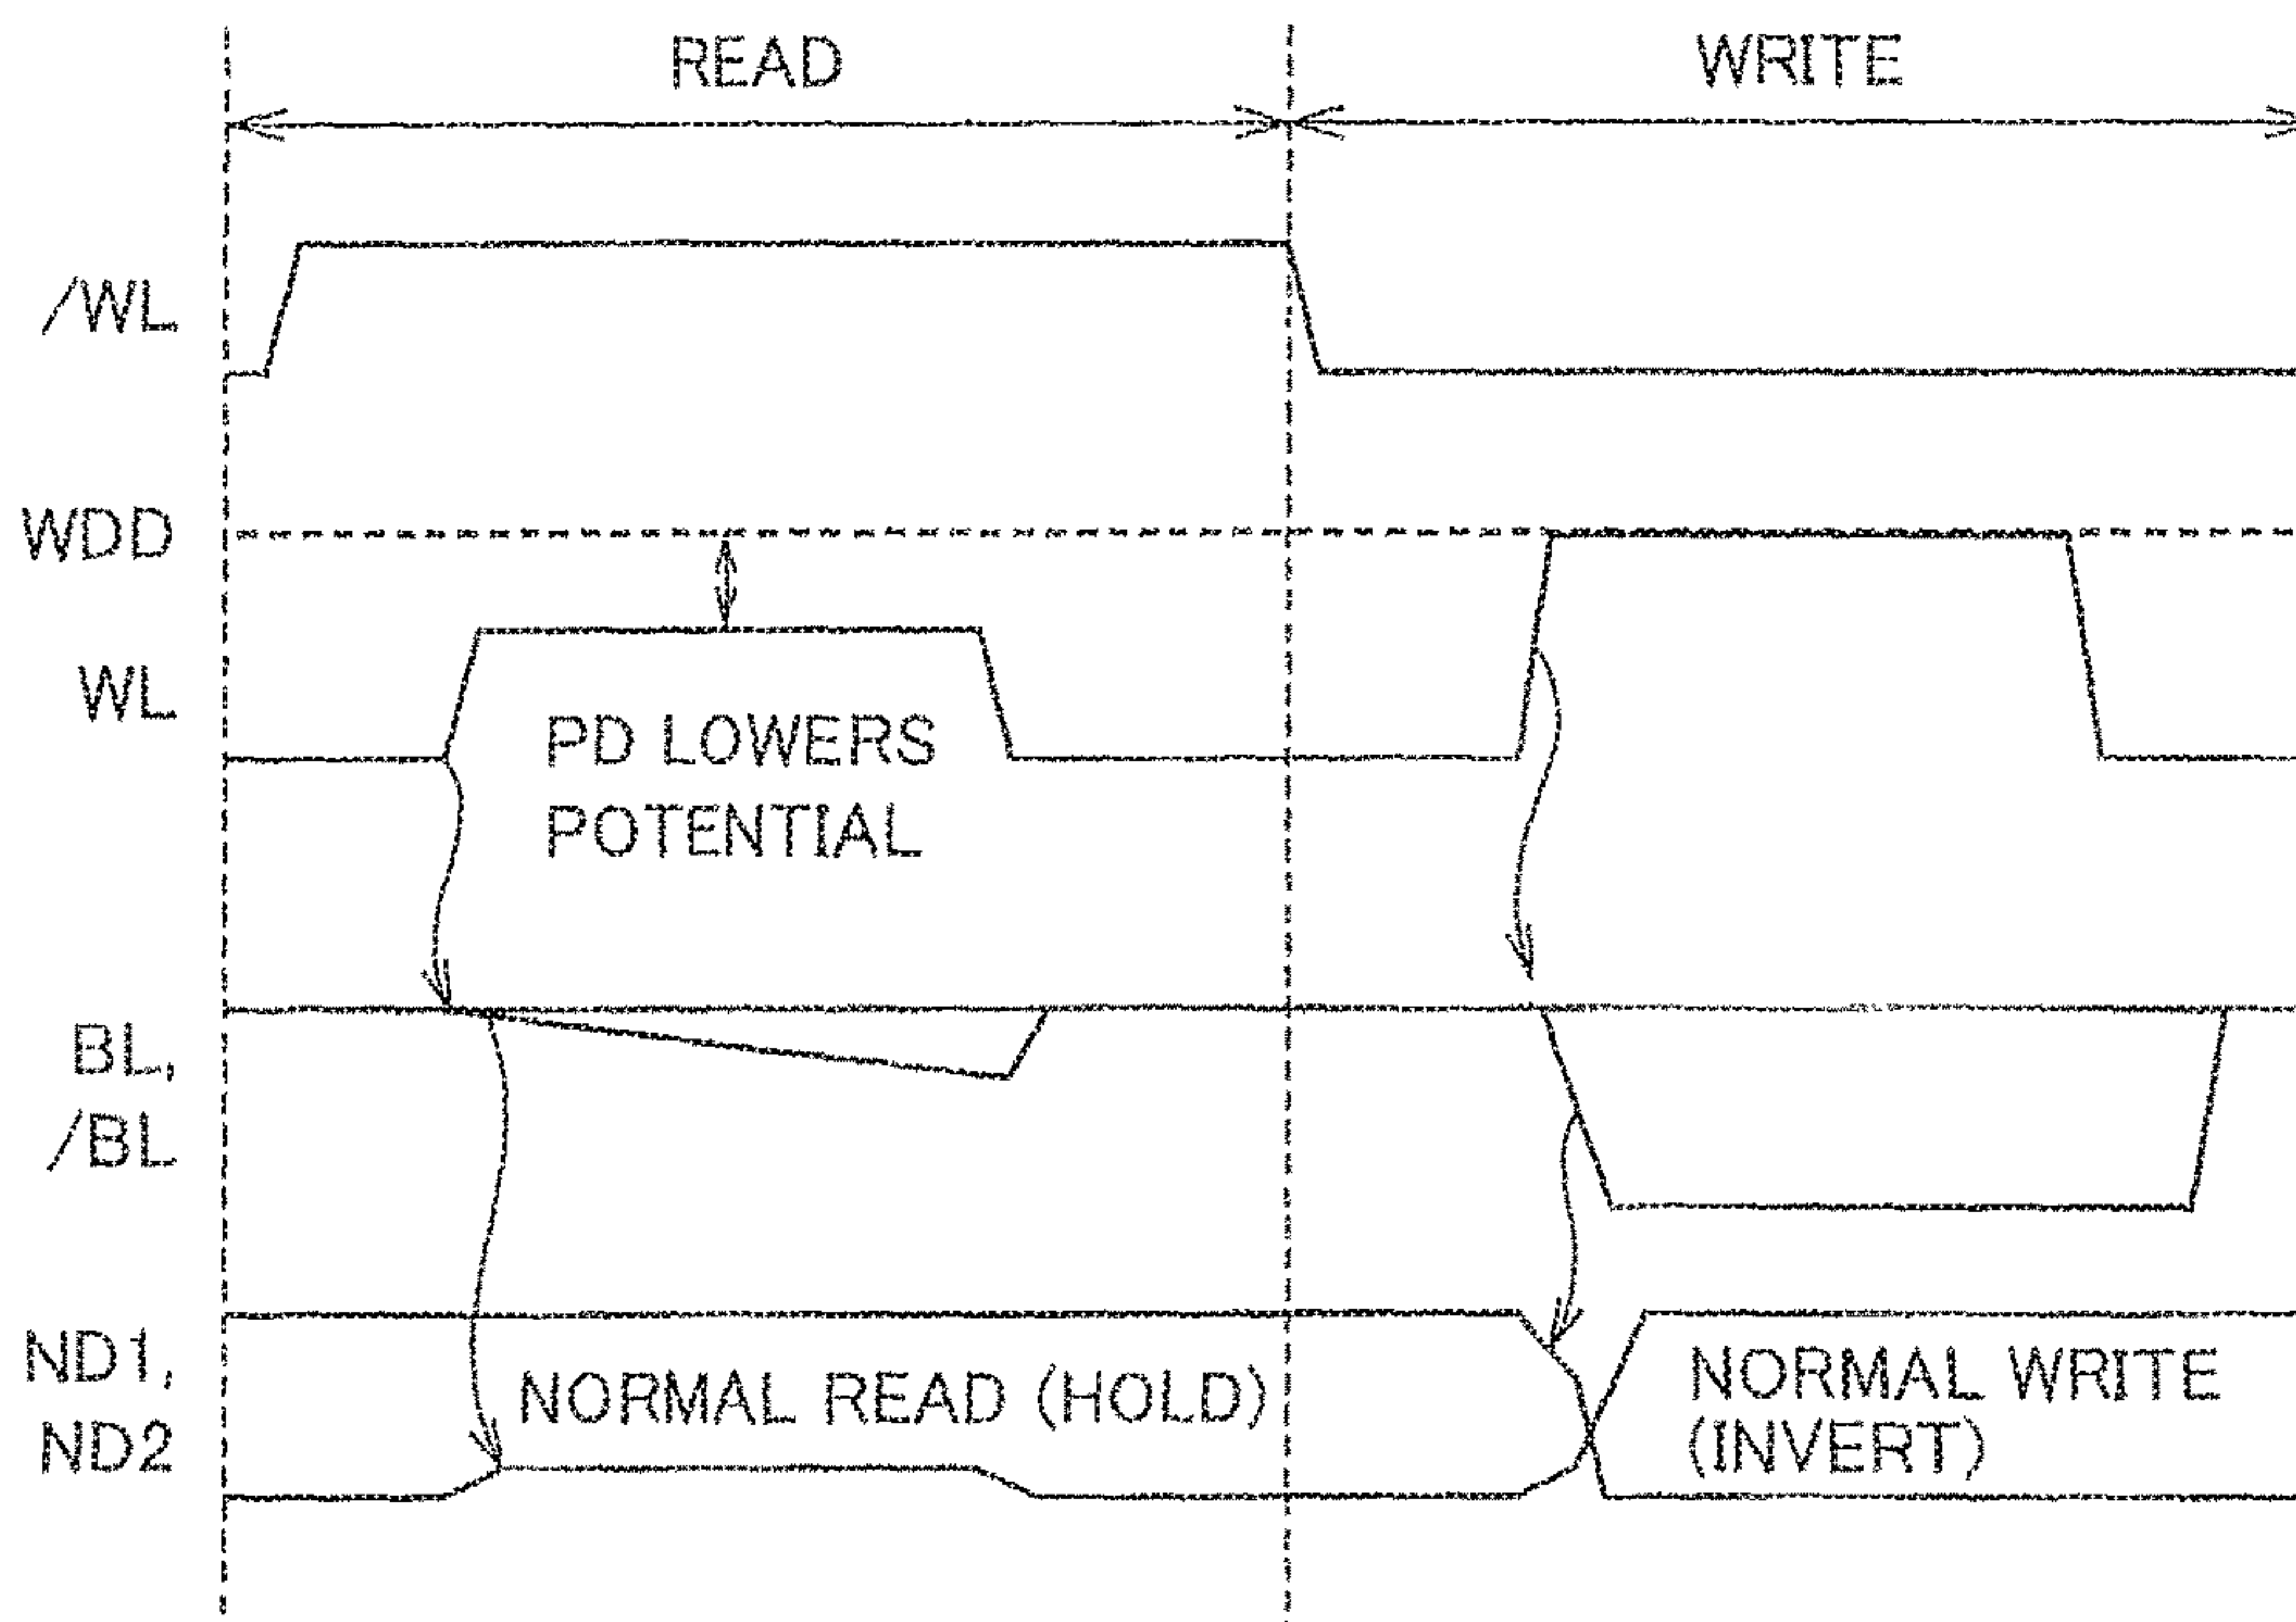 READ
WRITE
/WL
WDD
WL
PD LOWERS
POTENTIAL
BL,
/BL
ND1,
ND2
NORMAL READ (HOLD)
NORMAL WRITE
(INVERT)